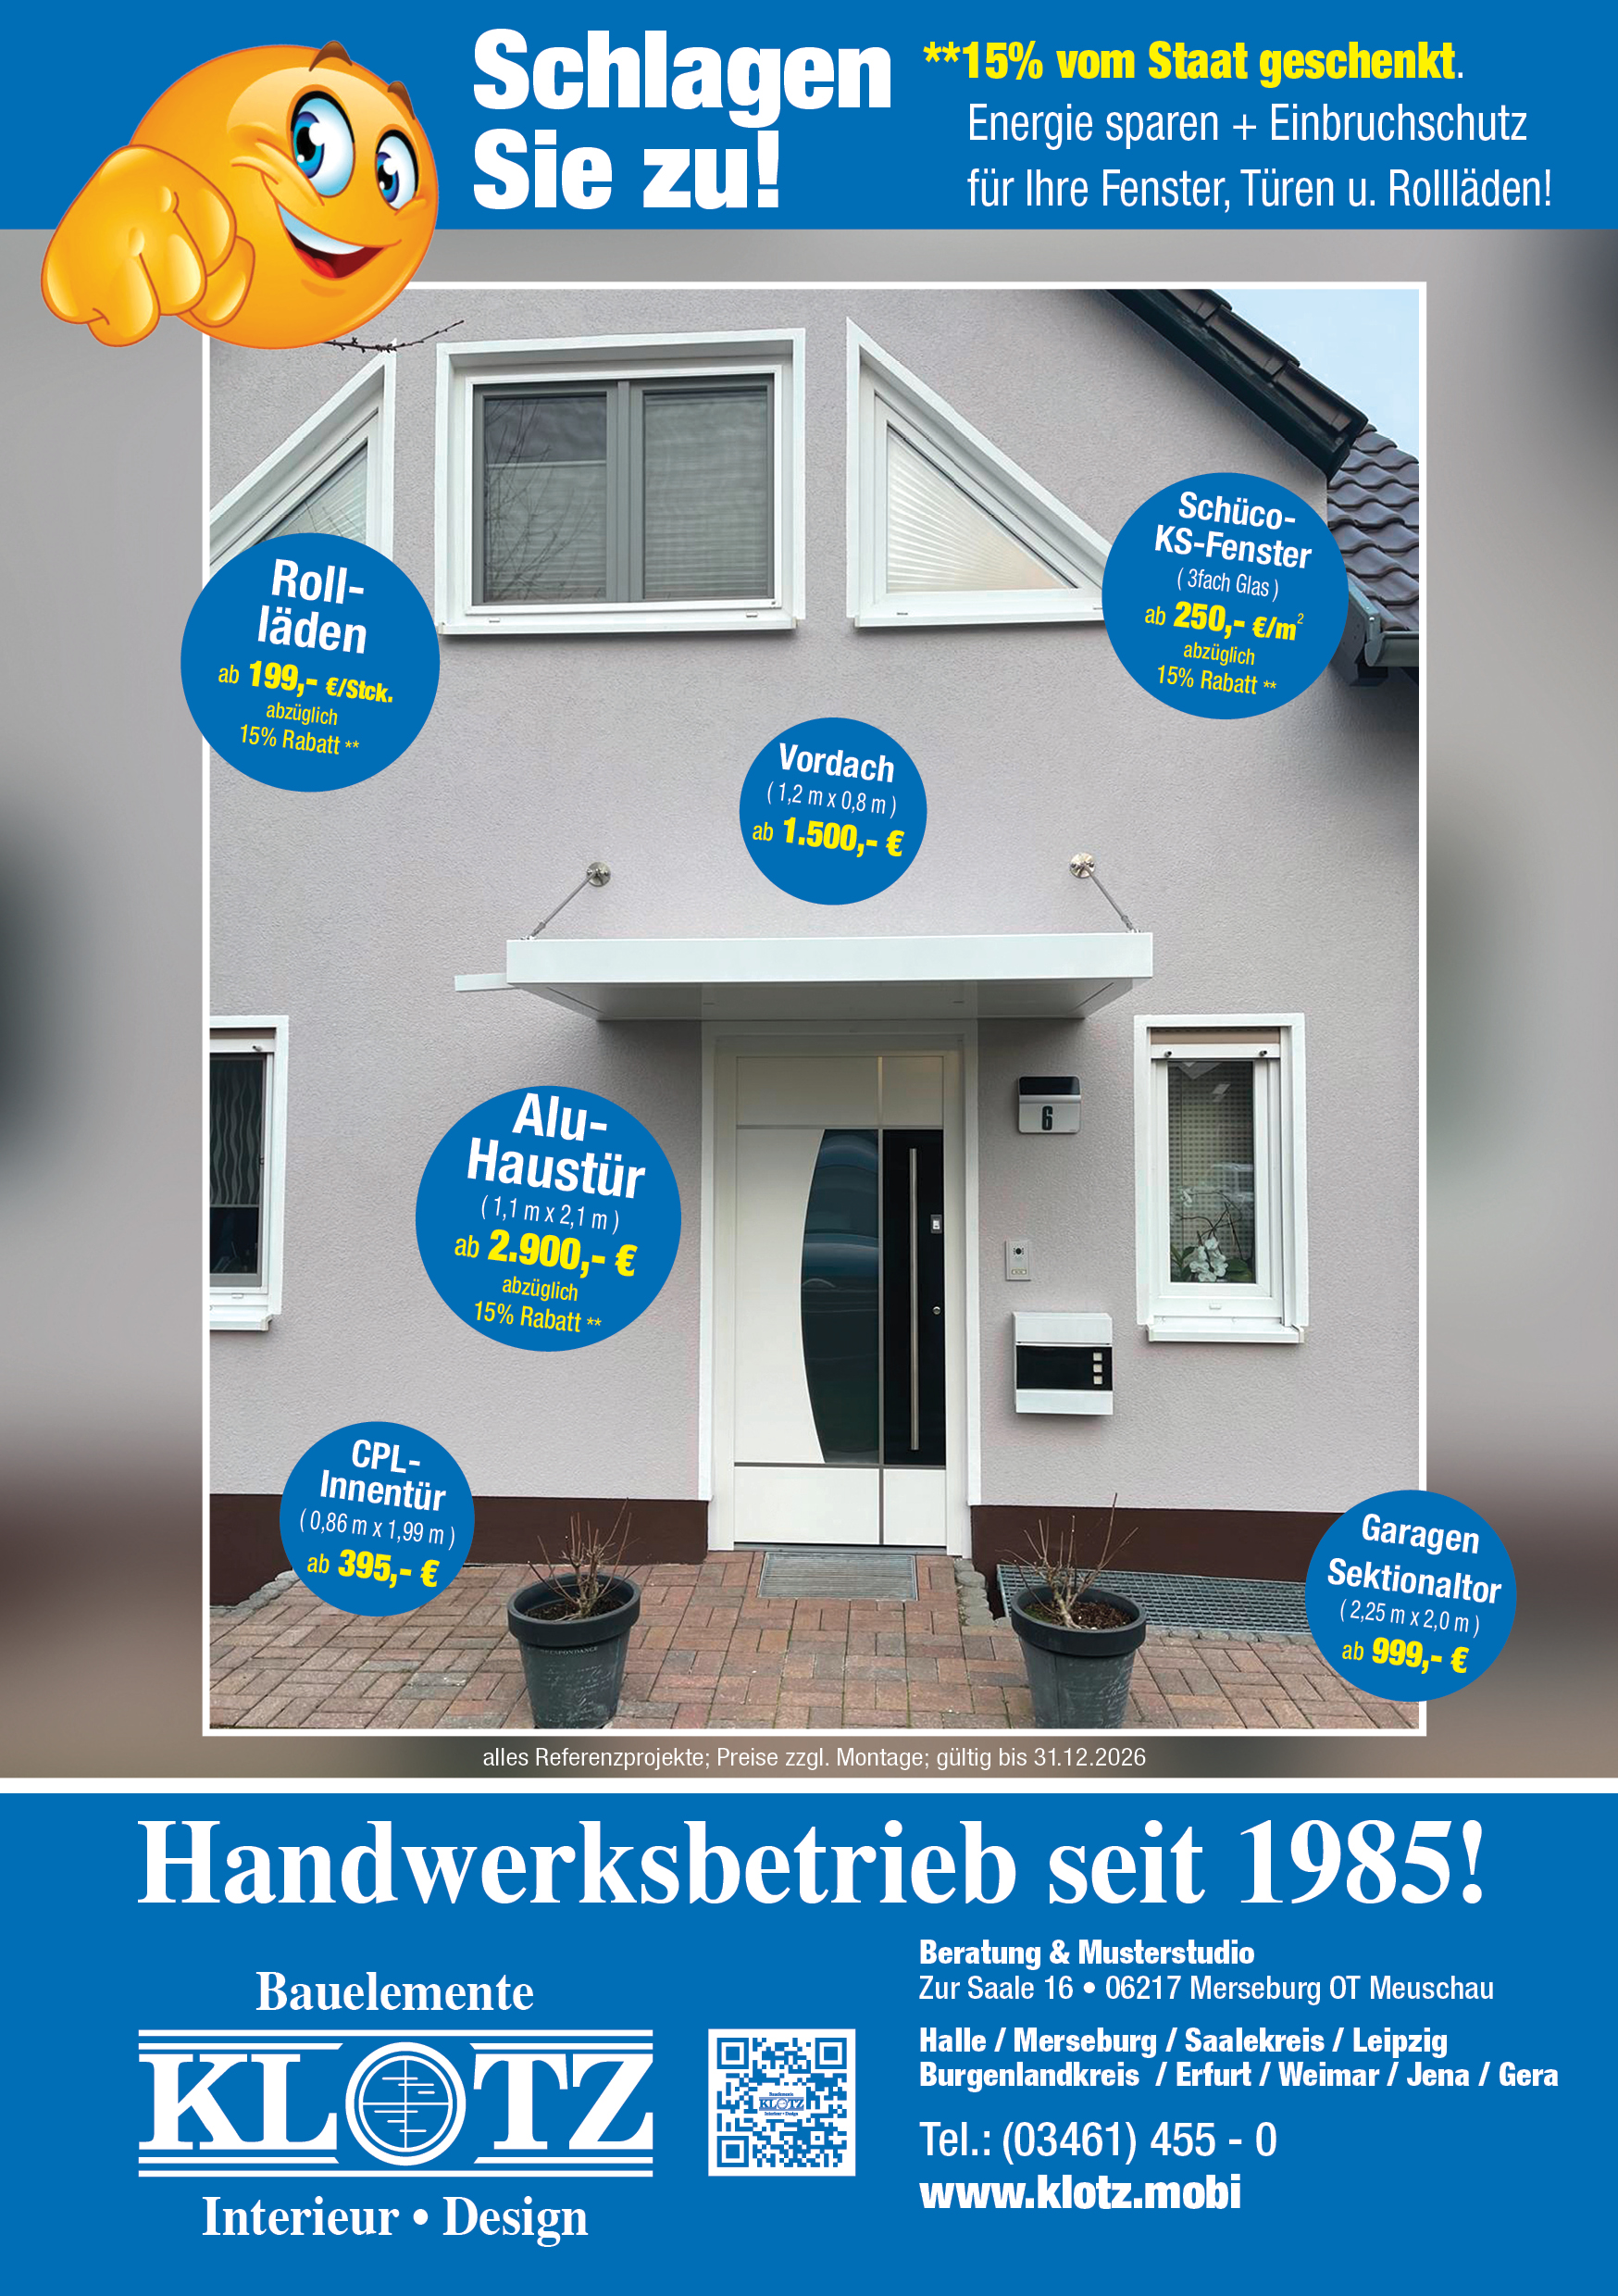 Schlagen
Sie zu!
**15% vom Staat geschenkt.
Energie sparen + Einbruchschutz
für Ihre Fenster, Türen u. Rollläden!
Schüco-
KS-Fenster
( 3fach Glas )
ab 250,- €/m²
abzüglich
15% Rabatt **
Roll-
läden
ab 199,- €/Stck.
abzüglich
15% Rabatt **
Vordach
( 1,2 m x 0,8 m )
ab 1.500,- €
6
Alu-
Haustür
( 1,1 m x 2,1 m )
ab 2.900,- €
abzüglich
15% Rabatt **
CPL-
Innentür
( 0,86 m x 1,99 m )
ab 395,- €
Garagen
Sektionaltor
( 2,25 m x 2,0 m )
ab 999,- €
alles Referenzprojekte; Preise zzgl. Montage; gültig bis 31.12.2026
Handwerksbetrieb seit 1985!
Bauelemente
KLOTZ
Interieur • Design
Bauelemente
KLOTZ
Interieur • Design
Beratung & Musterstudio
Zur Saale 16 • 06217 Merseburg OT Meuschau
Halle / Merseburg / Saalekreis / Leipzig
Burgenlandkreis / Erfurt / Weimar / Jena / Gera
Tel.: (03461) 455 - 0
www.klotz.mobi